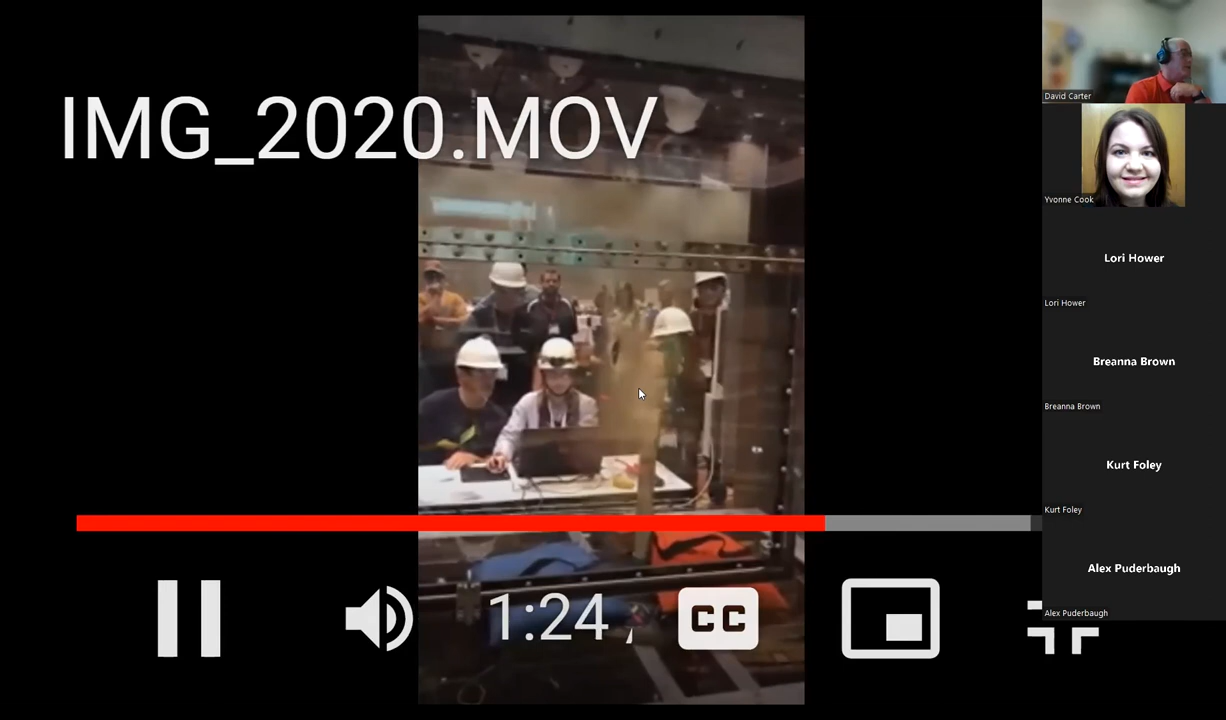 IMG_2020.MOV
1:24 /
CC
David Carter
Yvonne Cook
Lori Hower
Lori Hower
Breanna Brown
Breanna Brown
Kurt Foley
Kurt Foley
Alex Puderbaugh
Alex Puderbaugh